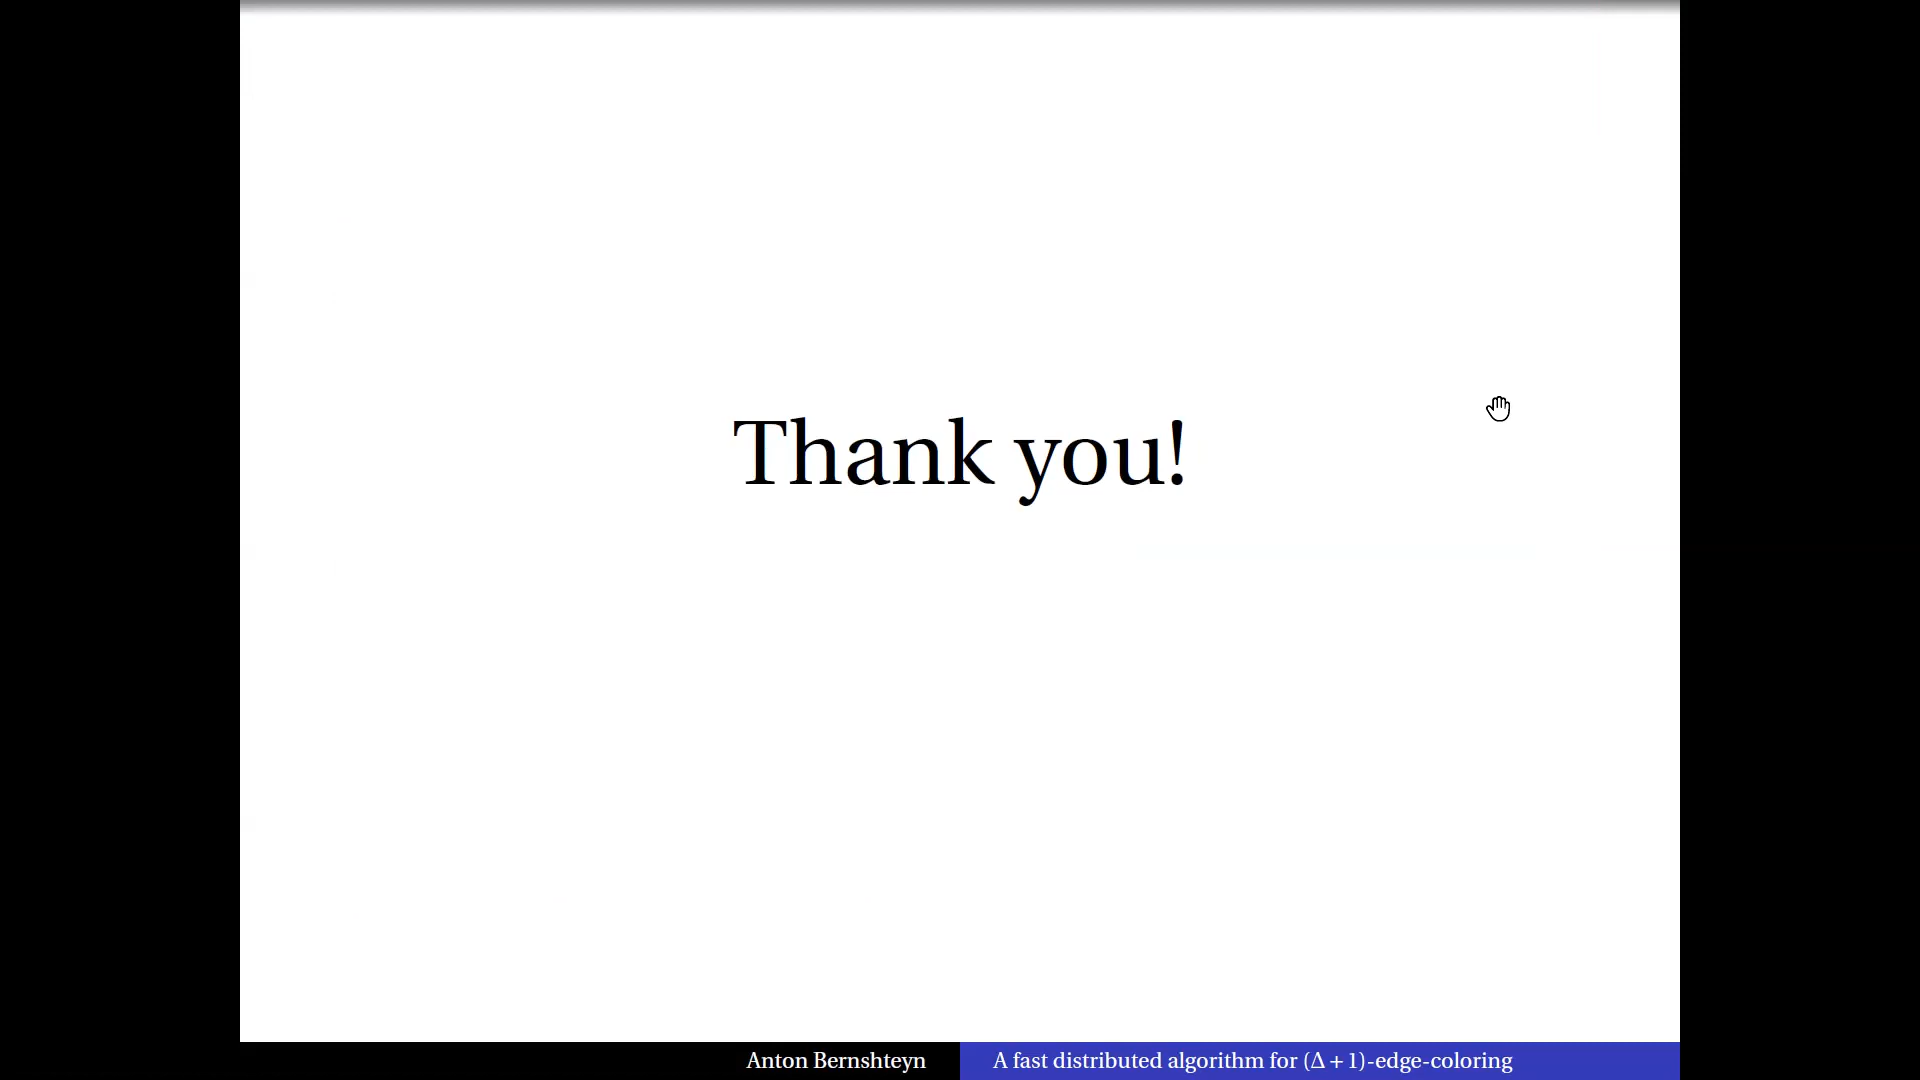 Thank you!
Anton Bernshteyn
A fast distributed algorithm for (Δ + 1)-edge-coloring